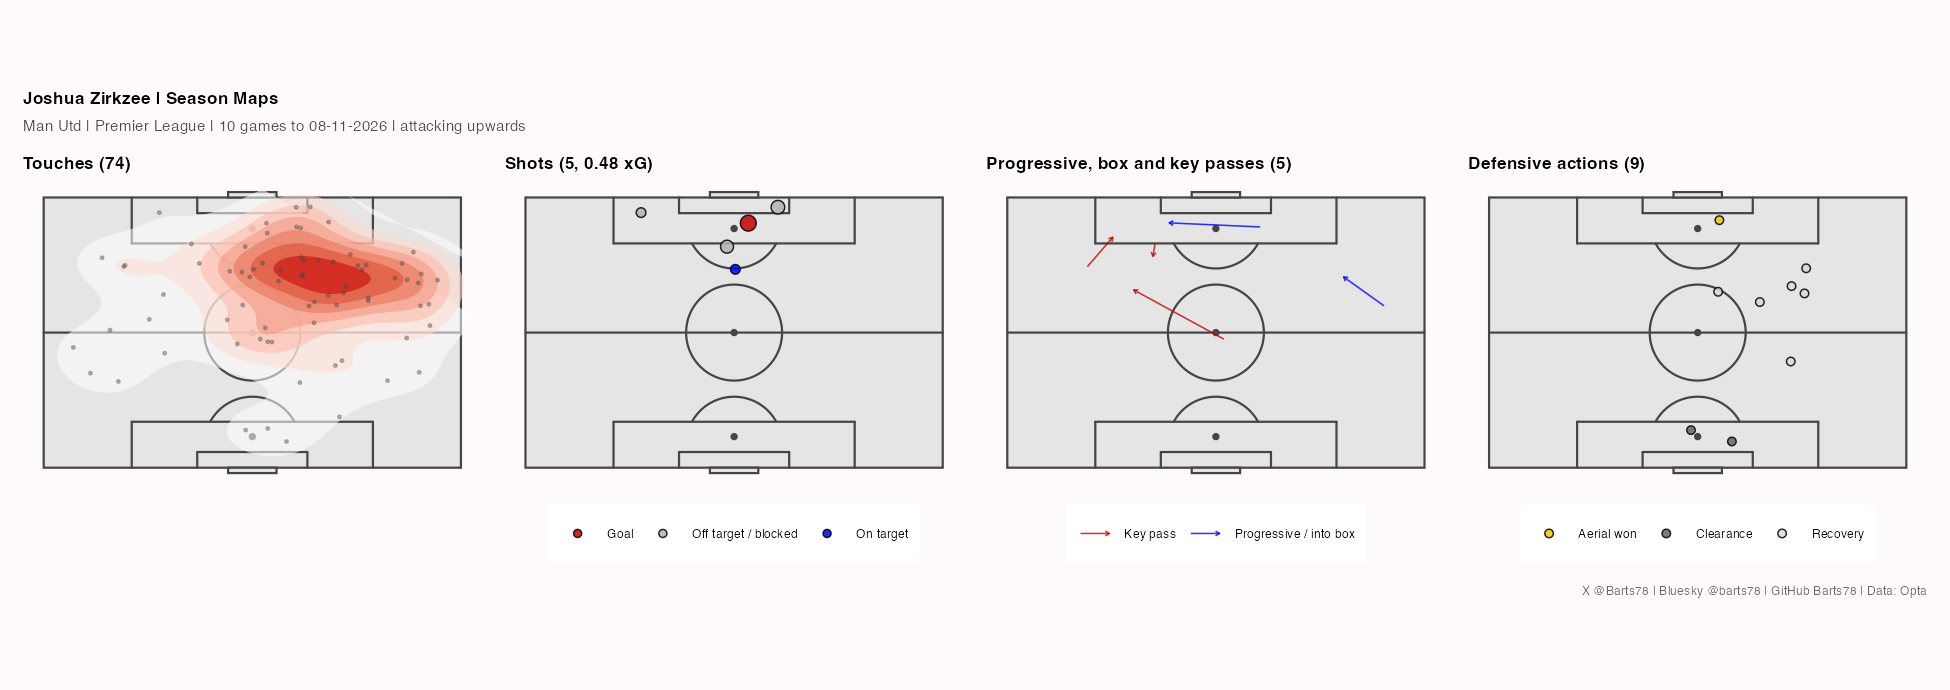 Joshua Zirkzee | Season Maps
Man Utd | Premier League | 10 games to 08-11-2026 | attacking upwards
Touches (74)
Shots (5, 0.48 xG)
Progressive, box and key passes (5)
Defensive actions (9)
Goal
Off target / blocked
On target
Key pass
Progressive / into box
Aerial won
Clearance
Recovery
X @Barts78 | Bluesky @barts78 | GitHub Barts78 | Data: Opta